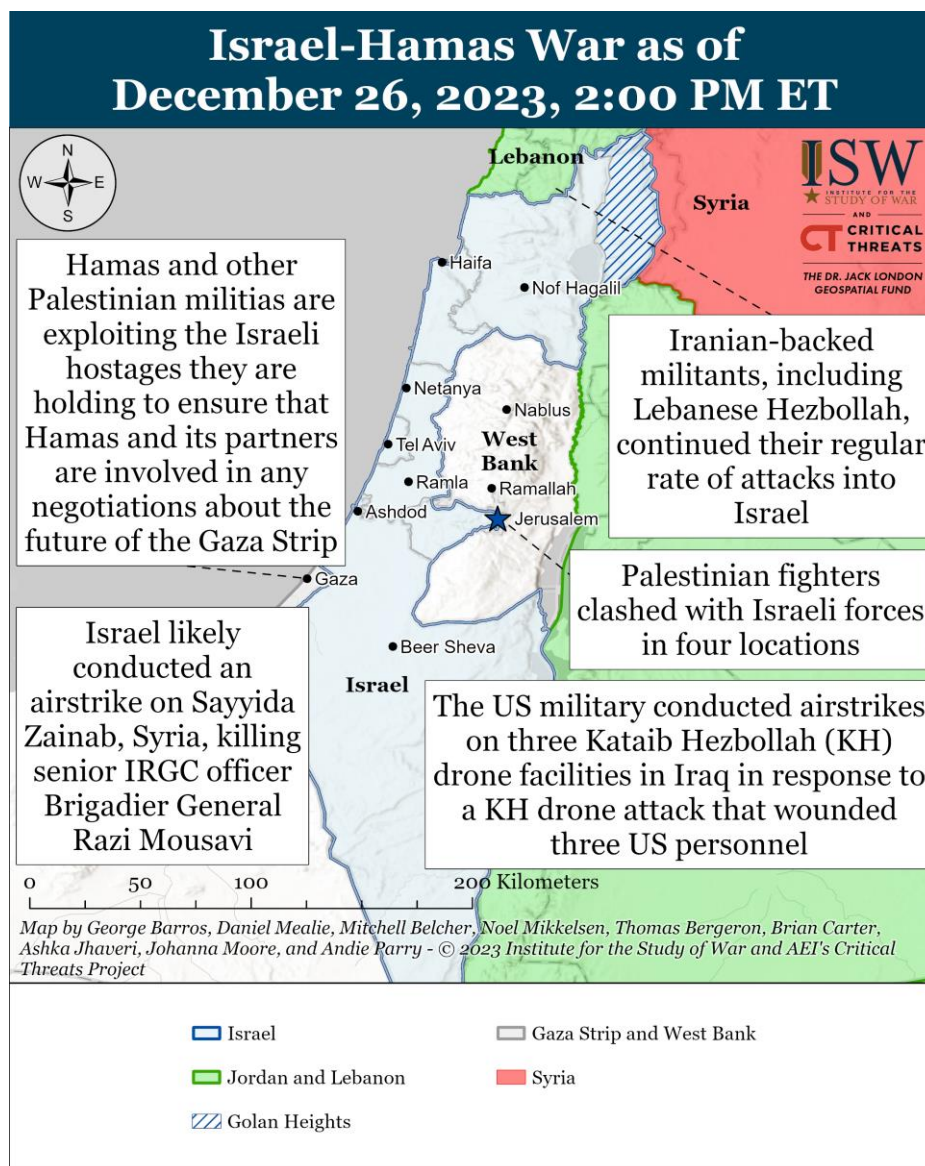 Israel-Hamas War as of
December 26, 2023, 2:00 PM ET
N
W
E
S
Lebanon
Syria
ISW
INSTITUTE FOR THE
STUDY OF WAR
AND
CT CRITICAL
THREATS
THE DR. JACK LONDON
GEOSPATIAL FUND
Haifa
Nof Hagalil
Hamas and other
Palestinian militias are
exploiting the Israeli
hostages they are
holding to ensure that
Hamas and its partners
are involved in any
negotiations about the
future of the Gaza Strip
Iranian-backed
militants, including
Lebanese Hezbollah,
continued their regular
rate of attacks into
Israel
Netanya
Nablus
Tel Aviv
West
Bank
Ramla
Ramallah
Ashdod
Jerusalem
Gaza
Palestinian fighters
clashed with Israeli forces
in four locations
Beer Sheva
Israel
Israel likely
conducted an
airstrike on Sayyida
Zainab, Syria, killing
senior IRGC officer
Brigadier General
Razi Mousavi
The US military conducted airstrikes
on three Kataib Hezbollah (KH)
drone facilities in Iraq in response to
a KH drone attack that wounded
three US personnel
0 50 100 200 Kilometers
Map by George Barros, Daniel Mealie, Mitchell Belcher, Noel Mikkelsen, Thomas Bergeron, Brian Carter,
Ashka Jhaveri, Johanna Moore, and Andie Parry - © 2023 Institute for the Study of War and AEI's Critical
Threats Project
Israel
Gaza Strip and West Bank
Jordan and Lebanon
Syria
Golan Heights